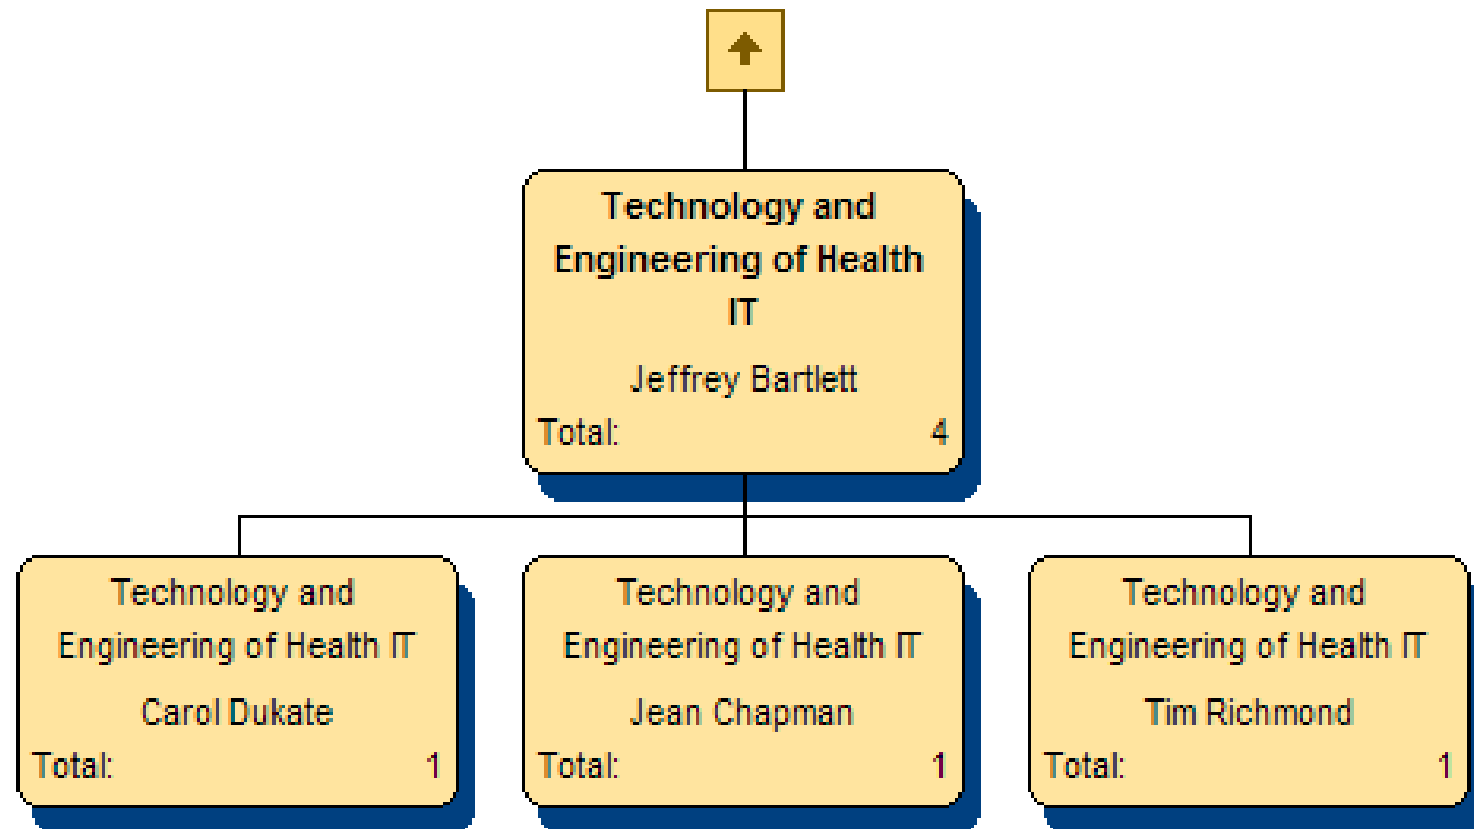 Technology and
Engineering of Health
IT
Jeffrey Bartlett
Total: 4
Technology and
Engineering of Health IT
Carol Dukate
Total: 1
Technology and
Engineering of Health IT
Jean Chapman
Total: 1
Technology and
Engineering of Health IT
Tim Richmond
Total: 1